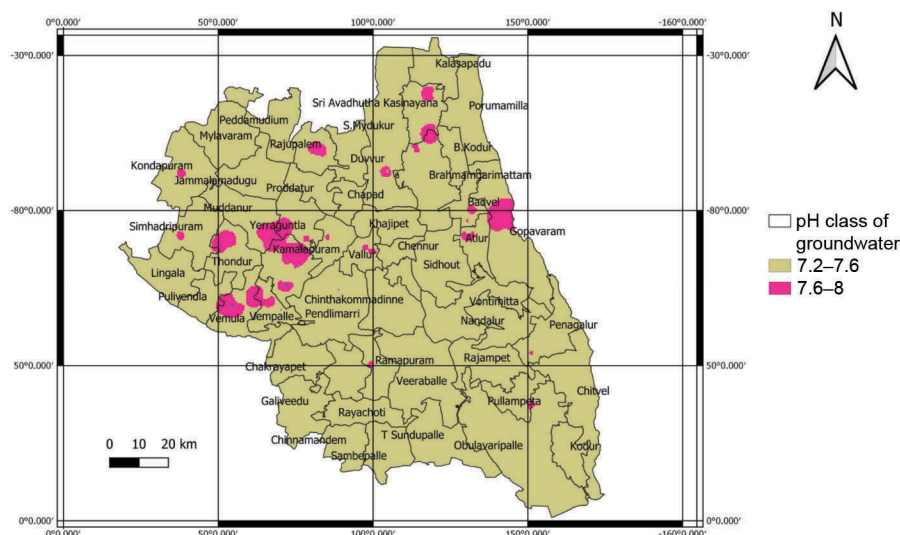 0°0.000′ 50°0.000′ 100°0.000′ 150°0.000′ -160°0.000′
N
-30°0.000′ -30°0.000′
Kalasapadu
Sri Avadhutha Kasinayana
Porumamilla
Peddamudium
S.Mydukur
Mylavaram
Rajupalem
B.Kodur
Duvvur
Kondapuram
Brahmamgarimattam
Jammalamadugu
Proddatur
Chapad
Badvel
Muddanur
-80°0.000′ -80°0.000′
Simhadripuram
Yerraguntla
Khajipet
Gopavaram
Atlur
Chennur
Kamalapuram
Vallur
Thondur
Sidhout
Lingala
Pulivendla
Chinthakommadinne
Vontimitta
Vemula
Vempalle
Pendlimarri
Nandalur
Penagalur
Ramapuram
Rajampet
50°0.000′ 50°0.000′
Chakrayapet
Veeraballe
Chitvel
Galiveedu
Pullampeta
Rayachoti
T Sundupalle
Chinnamandem
Obulavaripalle
Kodur
Sambepalle
pH class of
groundwater
7.2–7.6
7.6–8
0 10 20 km
0°0.000′ 0°0.000′
0°0.000′ 50°0.000′ 100°0.000′ 150°0.000′ -160°0.000′